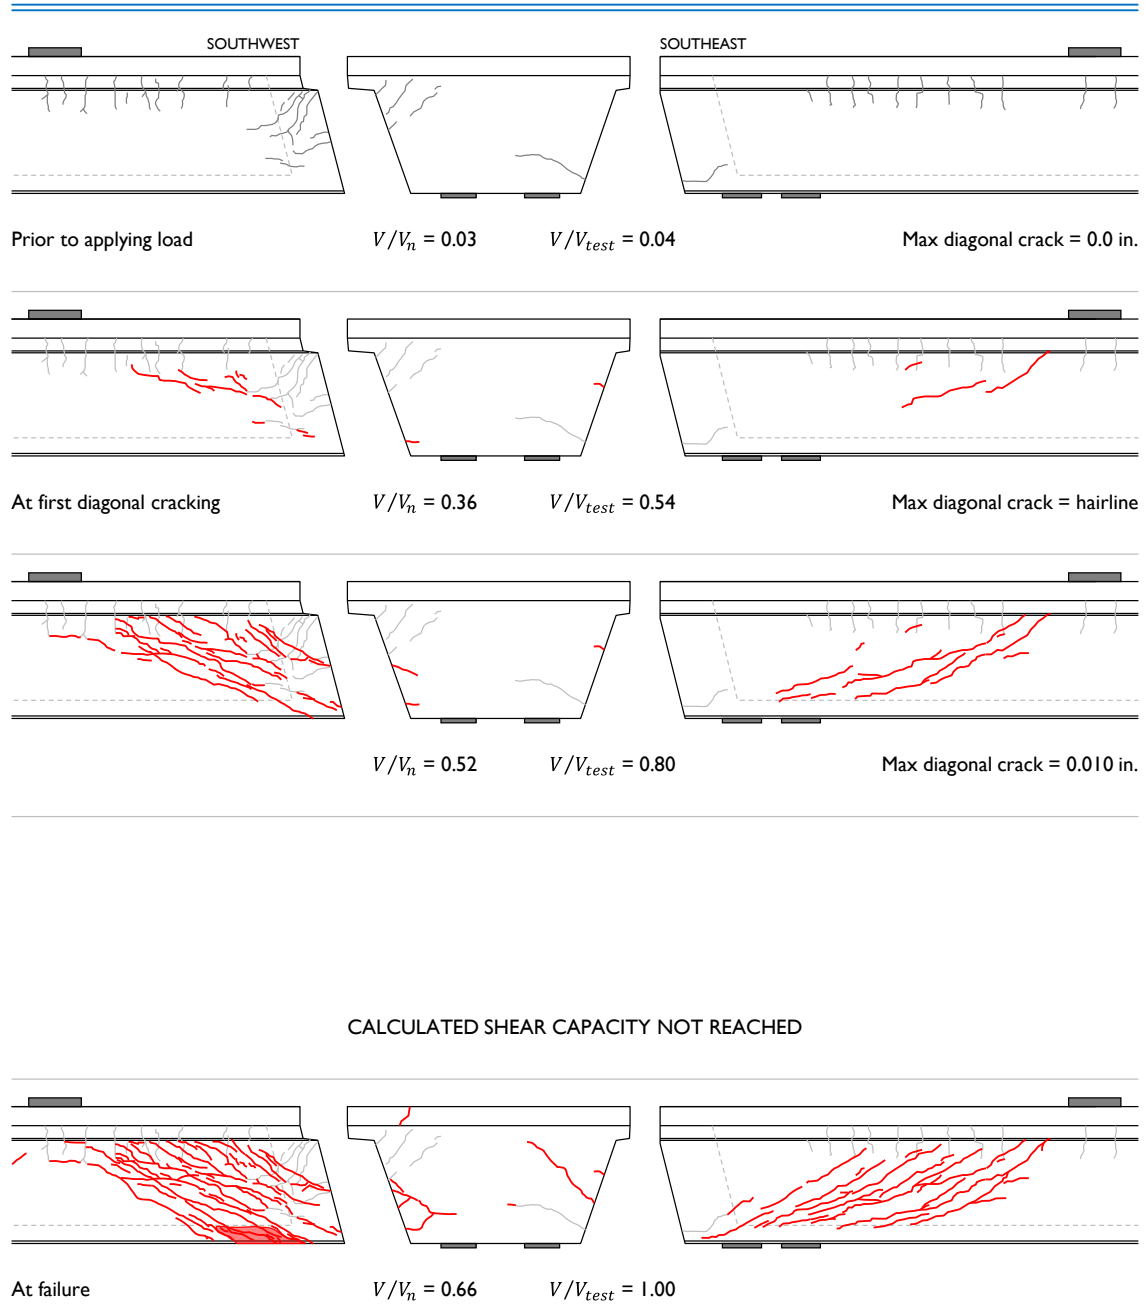 SOUTHWEST SOUTHEAST
Prior to applying load V/Vn = 0.03 V/Vtest = 0.04 Max diagonal crack = 0.0 in.
At first diagonal cracking V/Vn = 0.36 V/Vtest = 0.54 Max diagonal crack = hairline
V/Vn = 0.52 V/Vtest = 0.80 Max diagonal crack = 0.010 in.
CALCULATED SHEAR CAPACITY NOT REACHED
At failure V/Vn = 0.66 V/Vtest = 1.00